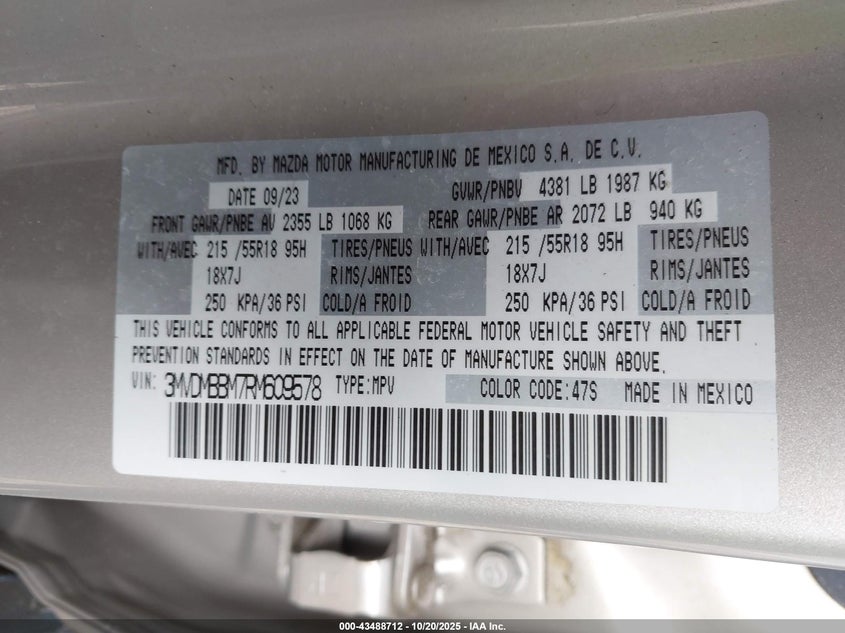 MFD. BY MAZDA MOTOR MANUFACTURING DE MEXICO S.A. DE C.V.
DATE 09/23 GVWR/PNBV 4381 LB 1987 KG
FRONT GAWR/PNBE AV 2355 LB 1068 KG REAR GAWR/PNBE AR 2072 LB 940 KG
WITH/AVEC 215 /55R18 95H TIRES/PNEUS WITH/AVEC 215 /55R18 95H TIRES/PNEUS
18X7J RIMS/JANTES 18X7J RIMS/JANTES
250 KPA/36 PSI COLD/A FROID 250 KPA/36 PSI COLD/A FROID
THIS VEHICLE CONFORMS TO ALL APPLICABLE FEDERAL MOTOR VEHICLE SAFETY AND THEFT
PREVENTION STANDARDS IN EFFECT ON THE DATE OF MANUFACTURE SHOWN ABOVE.
VIN: 3MVDMBBM7RM609578 TYPE:MPV COLOR CODE:47S MADE IN MEXICO
000-43488712 - 10/20/2025 - IAA Inc.